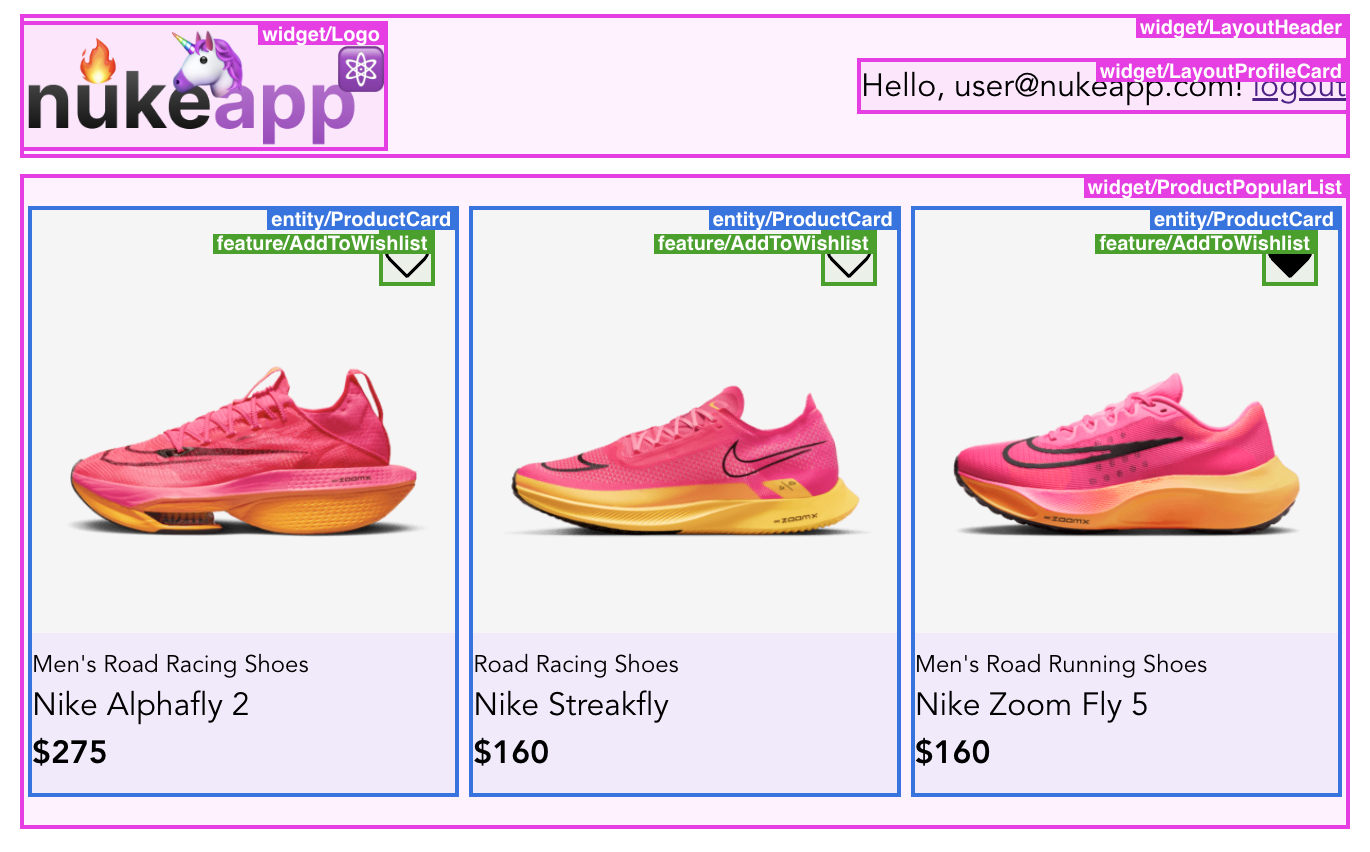 widget/LayoutHeader
widget/Logo
nukeapp
widget/LayoutProfileCard
Hello, user@nukeapp.com! logout
widget/ProductPopularList
entity/ProductCard
feature/AddToWishlist
Men's Road Racing Shoes
Nike Alphafly 2
$275
entity/ProductCard
feature/AddToWishlist
ZOOMX
Road Racing Shoes
Nike Streakfly
$160
entity/ProductCard
feature/AddToWishlist
ZOOMX
Men's Road Running Shoes
Nike Zoom Fly 5
$160